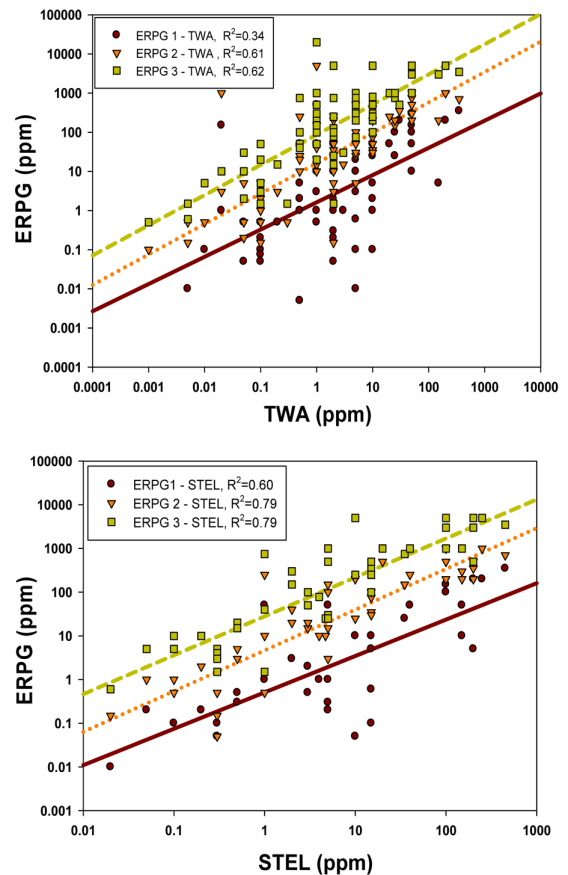 100000
ERPG 1 - TWA, R²=0.34
ERPG 2 - TWA , R²=0.61
ERPG 3 - TWA, R²=0.62
10000
1000
100
10
1
0.1
0.01
0.001
0.0001
ERPG (ppm)
0.0001 0.001 0.01 0.1 1 10 100 1000 10000
TWA (ppm)
100000
ERPG1 - STEL, R²=0.60
ERPG 2 - STEL, R²=0.79
ERPG 3 - STEL, R²=0.79
10000
1000
100
10
1
0.1
0.01
0.001
ERPG (ppm)
0.01 0.1 1 10 100 1000
STEL (ppm)